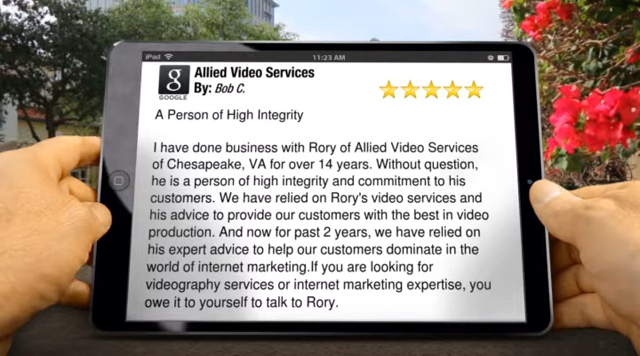 iPad 11:23 AM
g
GOOGLE
Allied Video Services
By: Bob C.
A Person of High Integrity
I have done business with Rory of Allied Video Services
of Chesapeake, VA for over 14 years. Without question,
he is a person of high integrity and commitment to his
customers. We have relied on Rory's video services and
his advice to provide our customers with the best in video
production. And now for past 2 years, we have relied on
his expert advice to help our customers dominate in the
world of internet marketing.If you are looking for
videography services or internet marketing expertise, you
owe it to yourself to talk to Rory.